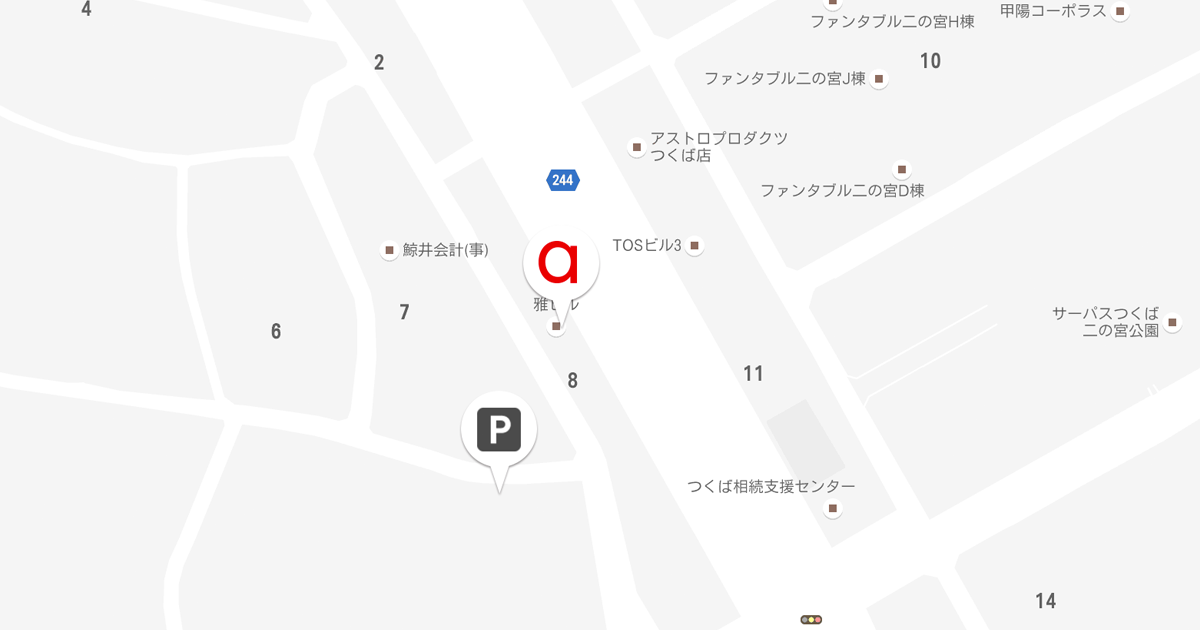 4
ファンタブル二の宮H棟
甲陽コーポラス
2
10
ファンタブル二の宮J棟
アストロプロダクツ
つくば店
244
ファンタブル二の宮D棟
鯨井会計(事)
TOSビル3
a
雅ビル
7
6
サーパスつくば
二の宮公園
8
11
P
つくば相続支援センター
14